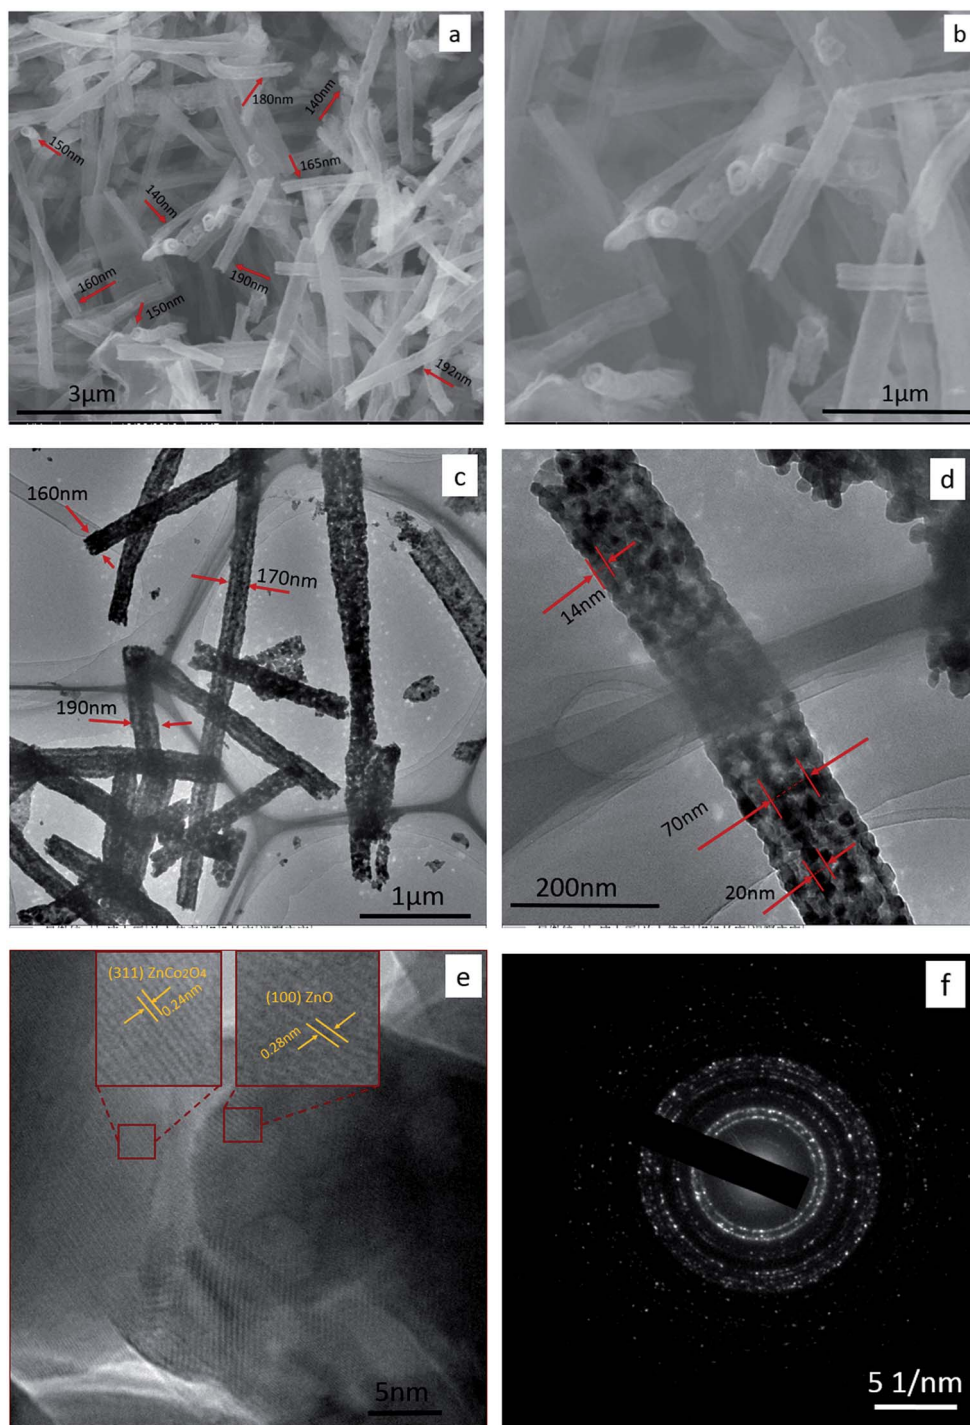 a
180nm
140nm
150nm
165nm
140nm
190nm
160nm
150nm
192nm
3μm
b
1μm
c
160nm
170nm
190nm
1μm
d
14nm
70nm
20nm
200nm
e
(311) ZnCo2O4
0.24nm
(100) ZnO
0.28nm
5nm
f
5 1/nm